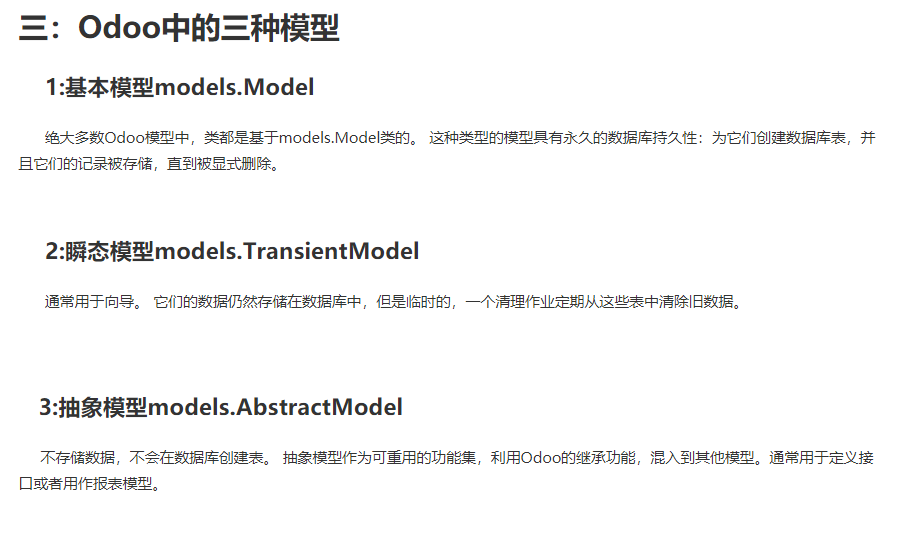 三：Odoo中的三种模型
1:基本模型models.Model
绝大多数Odoo模型中，类都是基于models.Model类的。 这种类型的模型具有永久的数据库持久性：为它们创建数据库表，并
且它们的记录被存储，直到被显式删除。
2:瞬态模型models.TransientModel
通常用于向导。 它们的数据仍然存储在数据库中，但是临时的，一个清理作业定期从这些表中清除旧数据。
3:抽象模型models.AbstractModel
不存储数据，不会在数据库创建表。 抽象模型作为可重用的功能集，利用Odoo的继承功能，混入到其他模型。通常用于定义接
口或者用作报表模型。